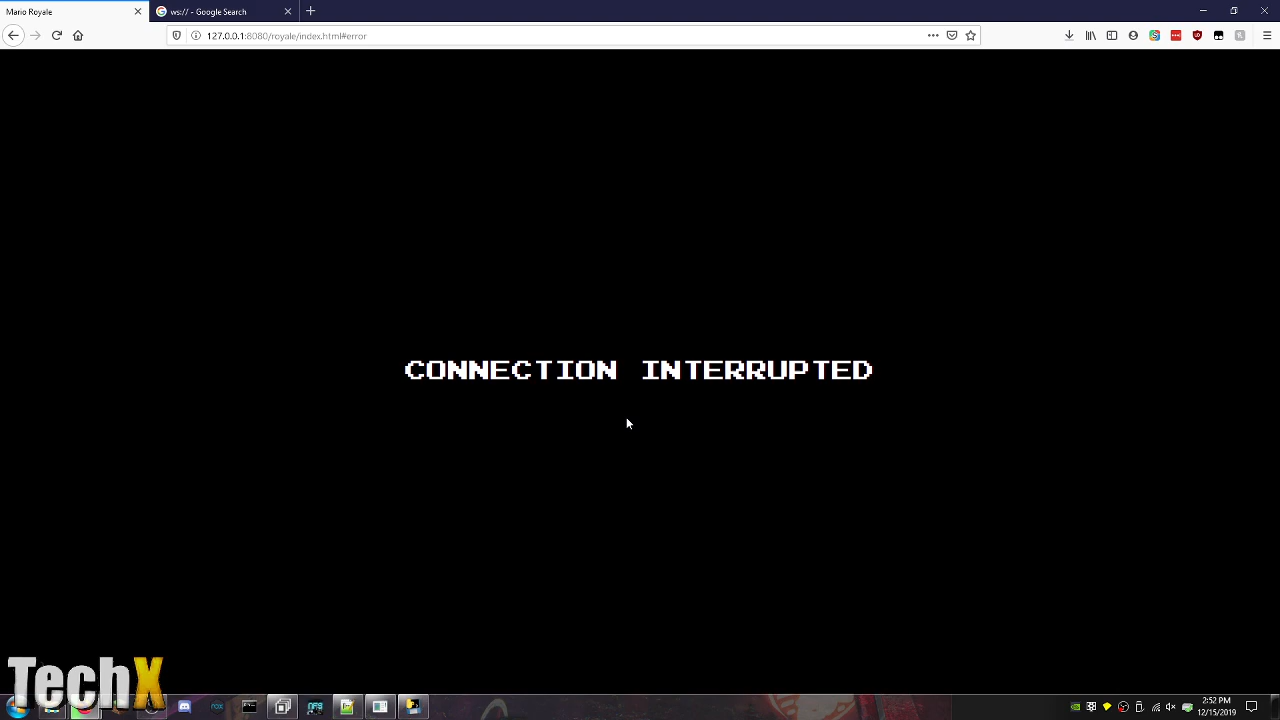 Mario Royale
ws:// - Google Search
127.0.0.1:8080/royale/index.html#error
CONNECTION INTERRUPTED
TechX
2:52 PM
12/15/2019